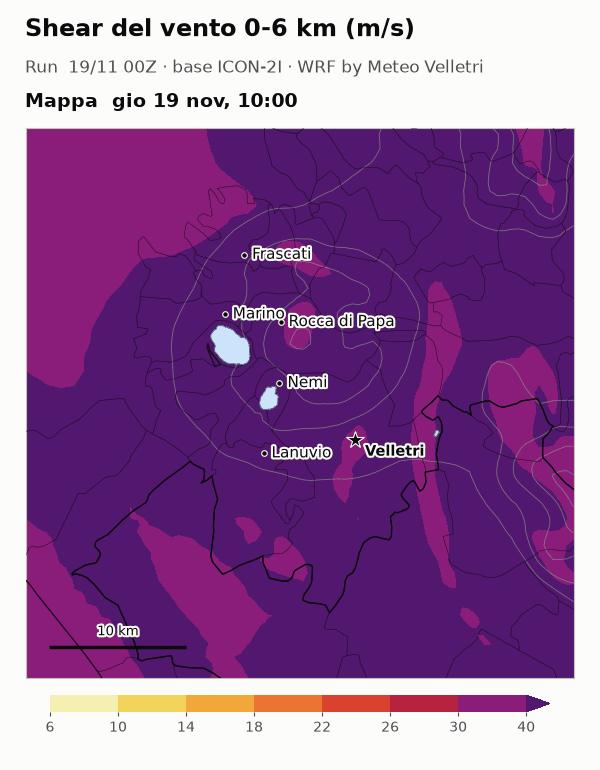 Shear del vento 0-6 km (m/s)
Run  19/11 00Z · base ICON-2I · WRF by Meteo Velletri
Mappa  gio 19 nov, 10:00
Frascati
Marino
Rocca di Papa
Nemi
Velletri
Lanuvio
10 km
6 10 14 18 22 26 30 40